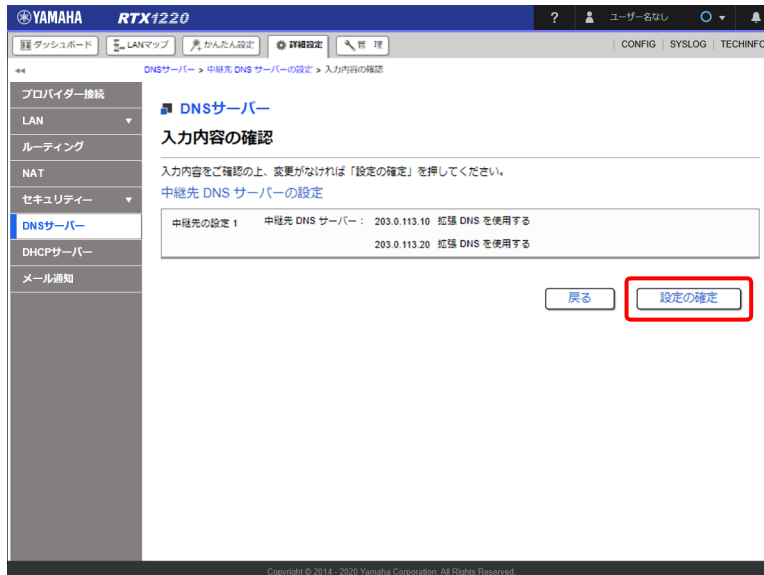 YAMAHA RTX1220 ? ユーザー名なし
ダッシュボード LANマップ かんたん設定 詳細設定 管 理 | CONFIG | SYSLOG | TECHINFO
DNSサーバー > 中継先 DNS サーバーの設定 > 入力内容の確認
プロバイダー接続
LAN
ルーティング
NAT
セキュリティー
DNSサーバー
DHCPサーバー
メール通知
DNSサーバー
入力内容の確認
入力内容をご確認の上、変更がなければ「設定の確定」を押してください。
中継先 DNS サーバーの設定
中継先の設定 1 中継先 DNS サーバー : 203.0.113.10 拡張 DNS を使用する
203.0.113.20 拡張 DNS を使用する
戻る 設定の確定
Copyright © 2014 - 2020 Yamaha Corporation. All Rights Reserved.